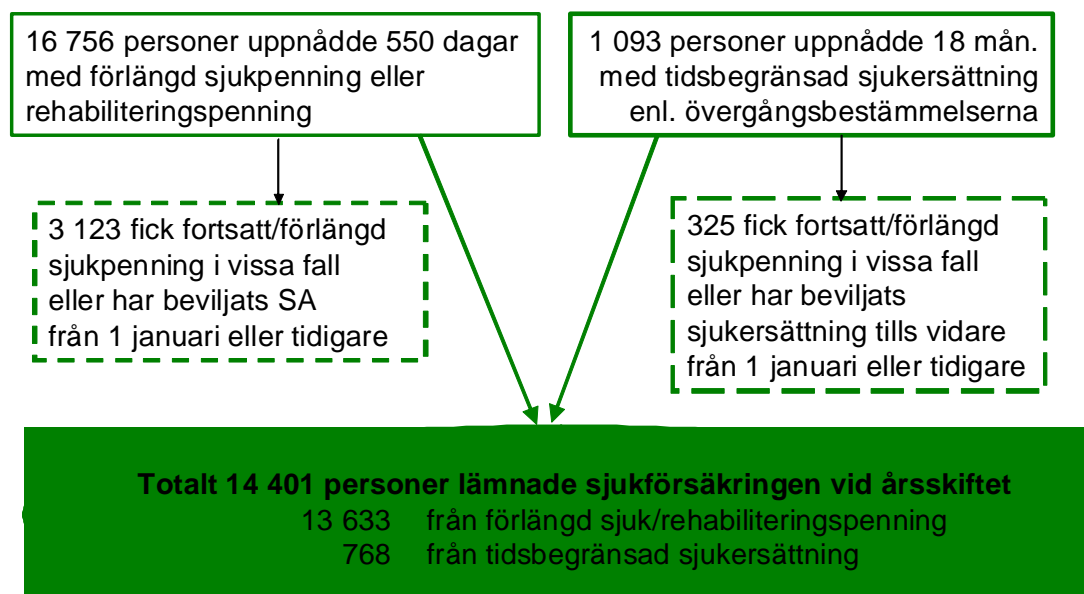 16 756 personer uppnådde 550 dagar
med förlängd sjukpenning eller
rehabiliteringspenning
1 093 personer uppnådde 18 mån.
med tidsbegränsad sjukersättning
enl. övergångsbestämmelserna
3 123 fick fortsatt/förlängd
sjukpenning i vissa fall
eller har beviljats SA
från 1 januari eller tidigare
325 fick fortsatt/förlängd
sjukpenning i vissa fall
eller har beviljats
sjukersättning tills vidare
från 1 januari eller tidigare
Totalt 14 401 personer lämnade sjukförsäkringen vid årsskiftet
13 633 från förlängd sjuk/rehabiliteringspenning
768 från tidsbegränsad sjukersättning